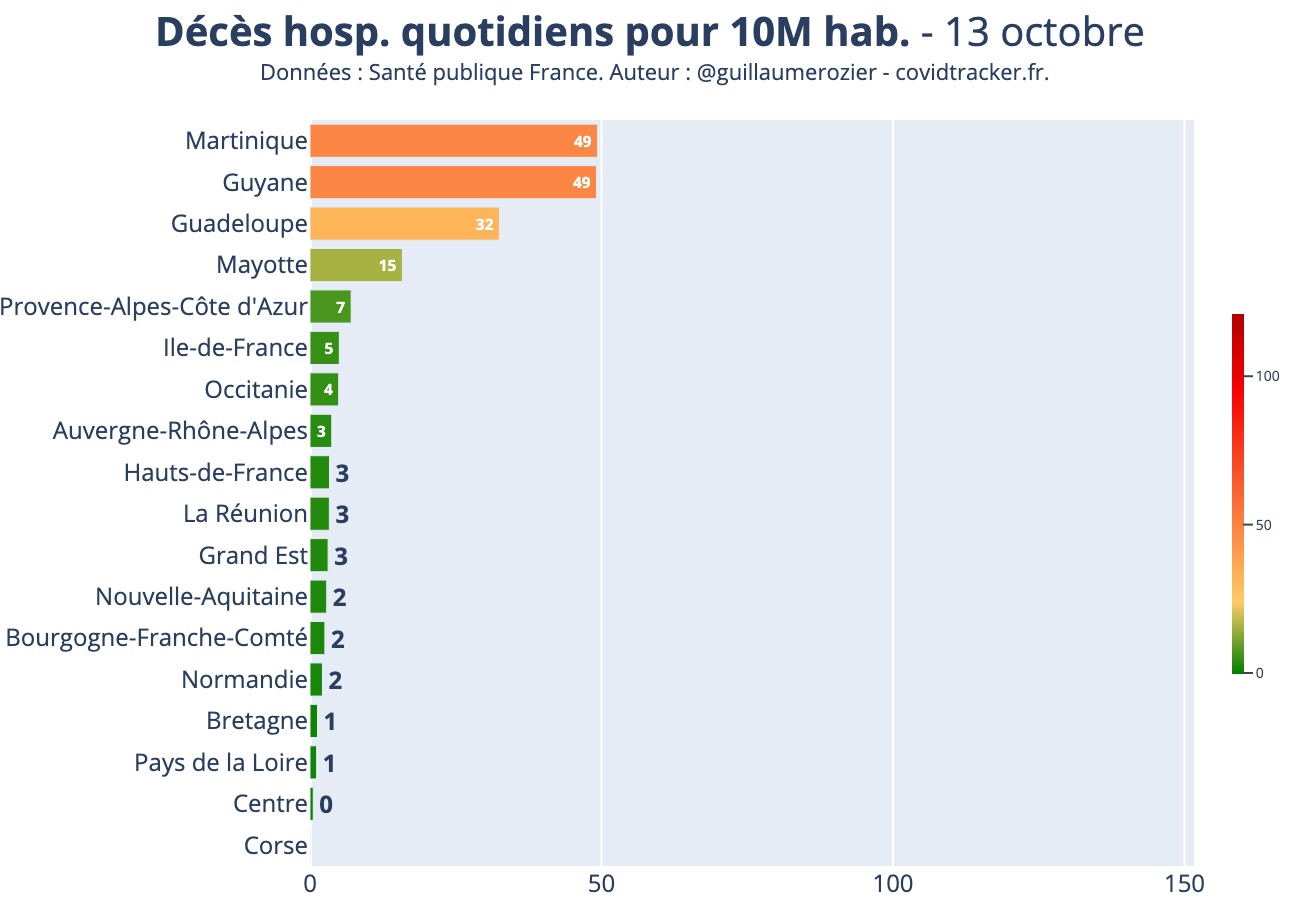 Décès hosp. quotidiens pour 10M hab. - 13 octobre
Données : Santé publique France. Auteur : @guillaumerozier - covidtracker.fr.
Martinique 49
Guyane 49
Guadeloupe 32
Mayotte 15
Provence-Alpes-Côte d'Azur 7
Ile-de-France 5
Occitanie 4
Auvergne-Rhône-Alpes 3
Hauts-de-France 3
La Réunion 3
Grand Est 3
Nouvelle-Aquitaine 2
Bourgogne-Franche-Comté 2
Normandie 2
Bretagne 1
Pays de la Loire 1
Centre 0
Corse
0 50 100 150
100
50
0